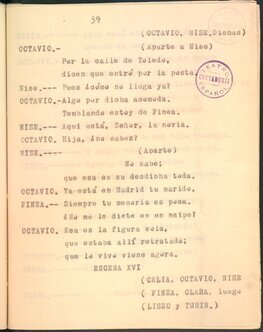 39
(OCTAVIO, NISE, Dichas)
OCTAVIO.- (Aparte a Nise)
Por la calle de Toledo,
dicen que entró por la posta.
Nise.--- Pues ¿cómo no llega ya?
OCTAVIO.- Algo por dicha acomoda.
Temblando estoy de Finea.
NISE.--- Aquí está, Señor, la novia.
OCTAVIO. Hija, ¿No sabes?
NISE.---- (Aparte)
No sabe;
que esa es su desdicha toda.
OCTAVIO. Ya está en Madrid tu marido.
FINEA.-- Siempre tu memoria es poca.
¿No me le diste en un naipe?
OCTAVIO. Esa es la figura sola,
que estaba allí retratada;
que lo vivo viene agora.
ESCENA XVI
(CELIA, OCTAVIO, NISE
( FINEA, CLARA, luego
(LISEO y TURIN.)
TEATRO
ESPAÑOL